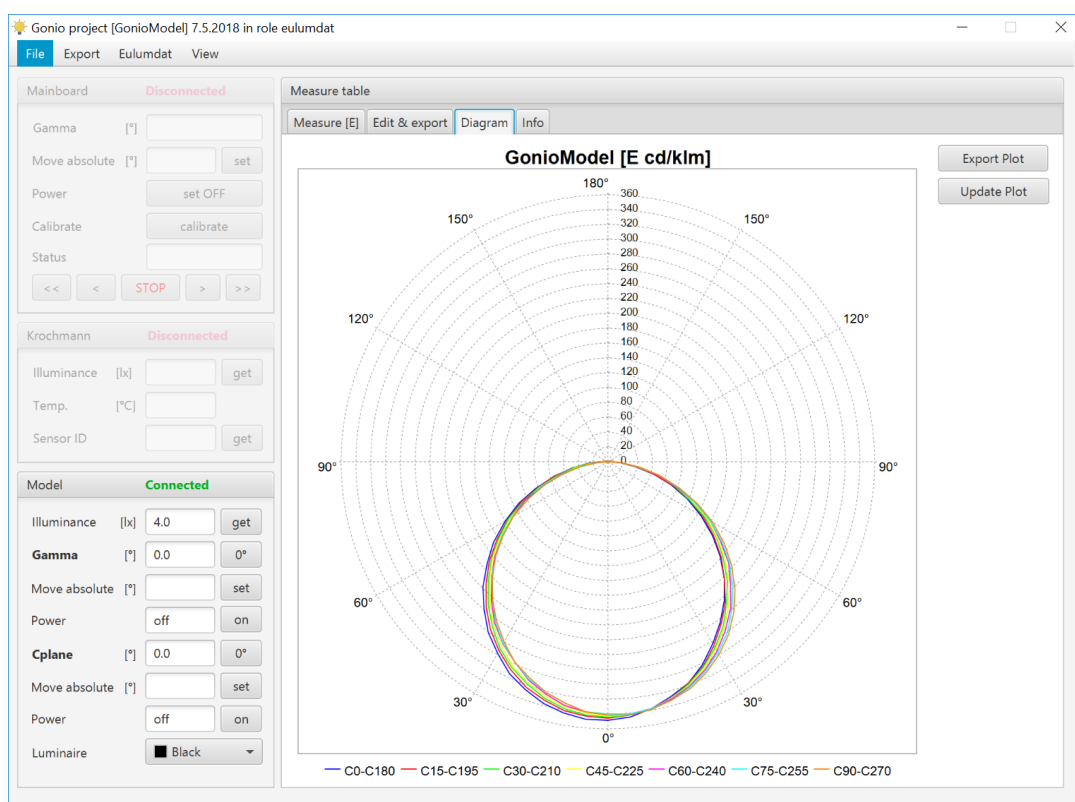 Gonio project [GonioModel] 7.5.2018 in role eulumdat
File Export Eulumdat View
Mainboard Disconnected
Gamma [°]
Move absolute [°] set
Power set OFF
Calibrate calibrate
Status
<< < STOP > >>
Krochmann Disconnected
Illuminance [lx] get
Temp. [°C]
Sensor ID get
Model Connected
Illuminance [lx] 4.0 get
Gamma [°] 0.0 0°
Move absolute [°] set
Power off on
Cplane [°] 0.0 0°
Move absolute [°] set
Power off on
Luminaire Black
Measure table
Measure [E] Edit & export Diagram Info
GonioModel [E cd/klm]
Export Plot
Update Plot
180°
360
340
150° 320 150°
300
280
260
240
220
120° 200 120°
180
160
140
120
100
80
60
40
20
90° 0 90°
60° 60°
30° 30°
0°
C0-C180 C15-C195 C30-C210 C45-C225 C60-C240 C75-C255 C90-C270